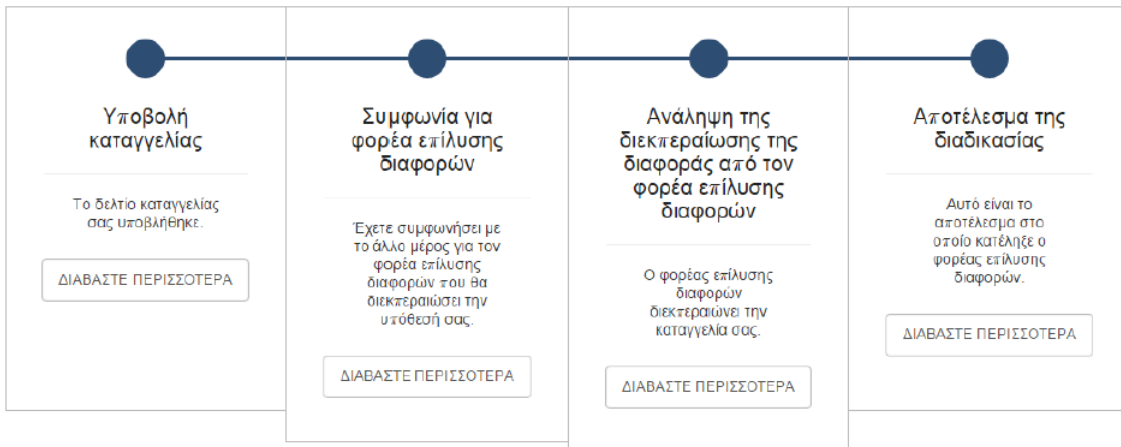 Υποβολή
καταγγελίας
Το δελτίο καταγγελίας
σας υποβλήθηκε.
ΔΙΑΒΑΣΤΕ ΠΕΡΙΣΣΟΤΕΡΑ
Συμφωνία για
φορέα επίλυσης
διαφορών
Έχετε συμφωνήσει με
το άλλο μέρος για τον
φορέα επίλυσης
διαφορών που θα
διεκπεραιώσει την
υπόθεσή σας.
ΔΙΑΒΑΣΤΕ ΠΕΡΙΣΣΟΤΕΡΑ
Ανάληψη της
διεκπεραίωσης της
διαφοράς από τον
φορέα επίλυσης
διαφορών
Ο φορέας επίλυσης
διαφορών
διεκπεραιώνει την
καταγγελία σας.
ΔΙΑΒΑΣΤΕ ΠΕΡΙΣΣΟΤΕΡΑ
Αποτέλεσμα της
διαδικασίας
Αυτό είναι το
αποτέλεσμα στο
οποίο κατέληξε ο
φορέας επίλυσης
διαφορών.
ΔΙΑΒΑΣΤΕ ΠΕΡΙΣΣΟΤΕΡΑ